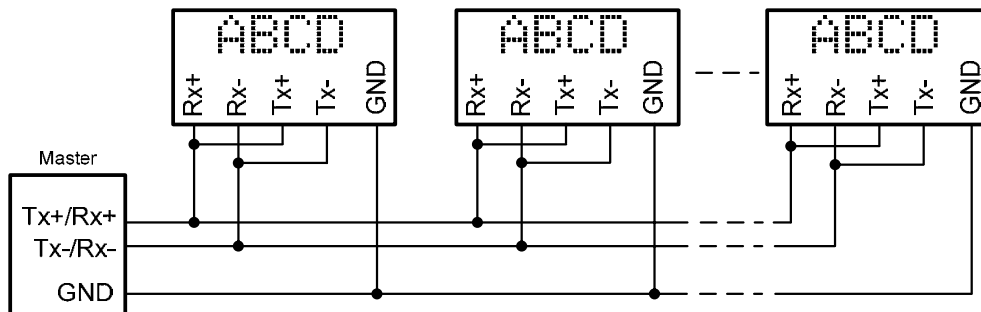 ABCD ABCD ABCD
Rx+ Rx- Tx+ Tx- GND Rx+ Rx- Tx+ Tx- GND Rx+ Rx- Tx+ Tx- GND
Master
Tx+/Rx+
Tx-/Rx-
GND